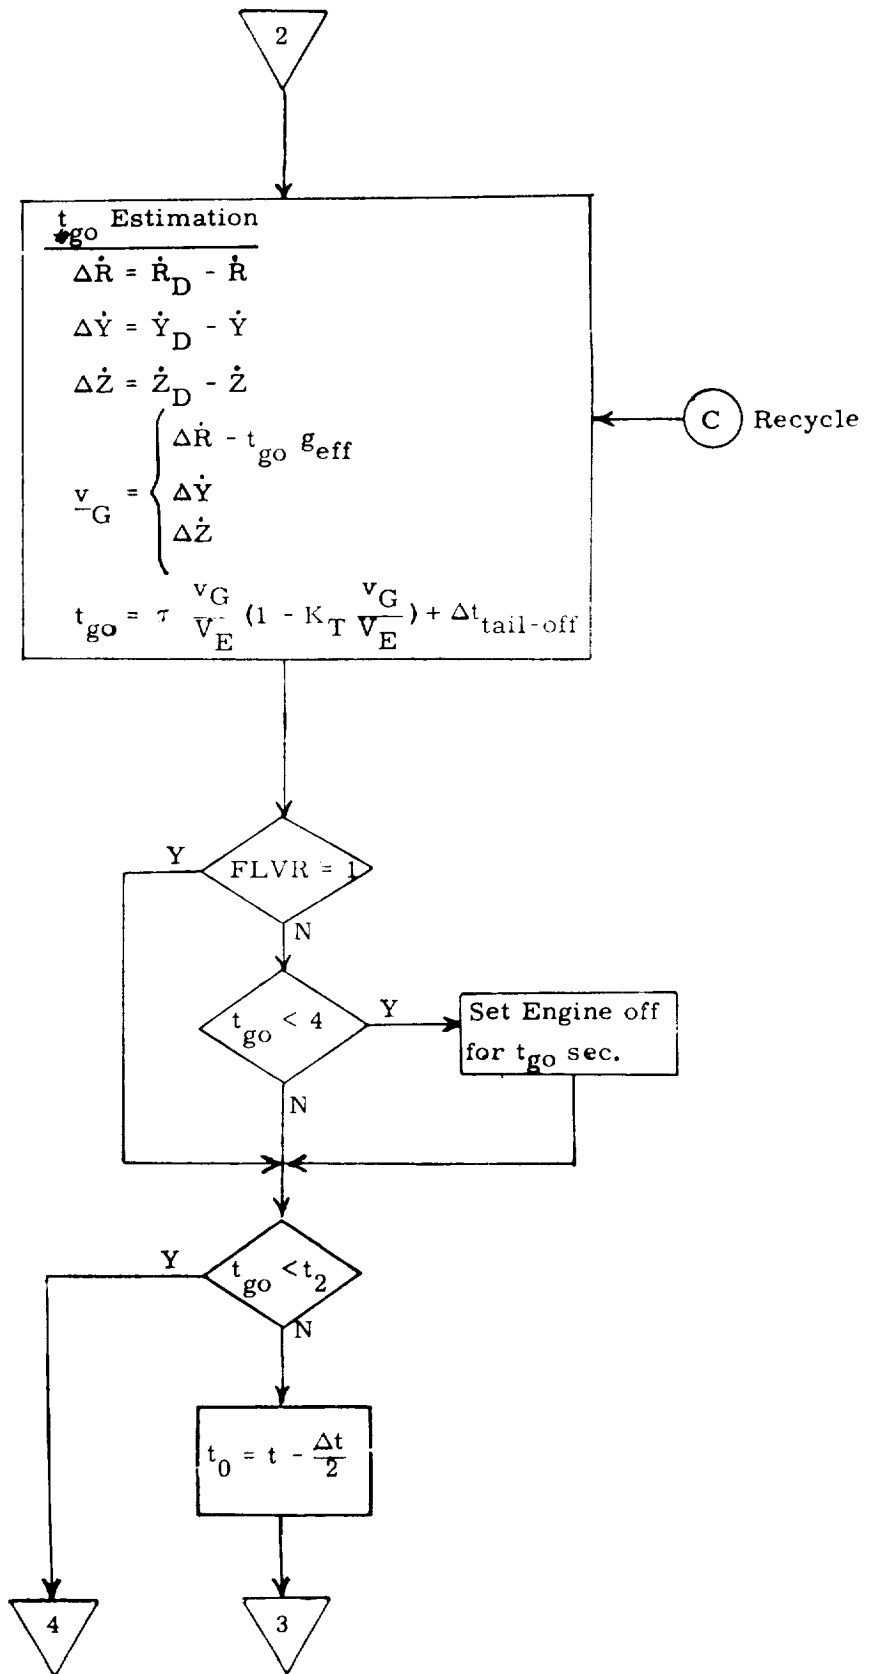 2
t_go Estimation
ΔṘ = Ṙ_D - Ṙ
ΔẎ = Ẏ_D - Ẏ
ΔŻ = Ż_D - Ż
C Recycle
v_G = { ΔṘ - t_go g_eff
ΔẎ
ΔŻ
t_go = τ v_G/V_E (1 - K_T v_G/V_E) + Δt_tail-off
Y
FLVR = 1
N
t_go < 4
Y
Set Engine off
for t_go sec.
N
Y
t_go < t_2
N
t_0 = t - Δt/2
4
3